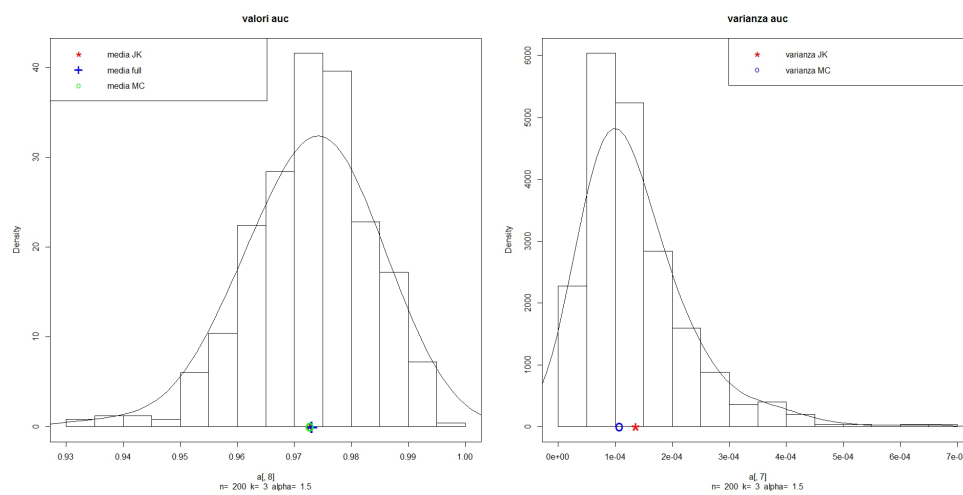 valori auc
* media JK
+ media full
o media MC
Density
0 10 20 30 40
0.93 0.94 0.95 0.96 0.97 0.98 0.99 1.00
a[, 8]
n= 200 k= 3 alpha= 1.5
varianza auc
* varianza JK
o varianza MC
Density
0 1000 2000 3000 4000 5000 6000
0e+00 1e-04 2e-04 3e-04 4e-04 5e-04 6e-04 7e-0
a[, 7]
n= 200 k= 3 alpha= 1.5